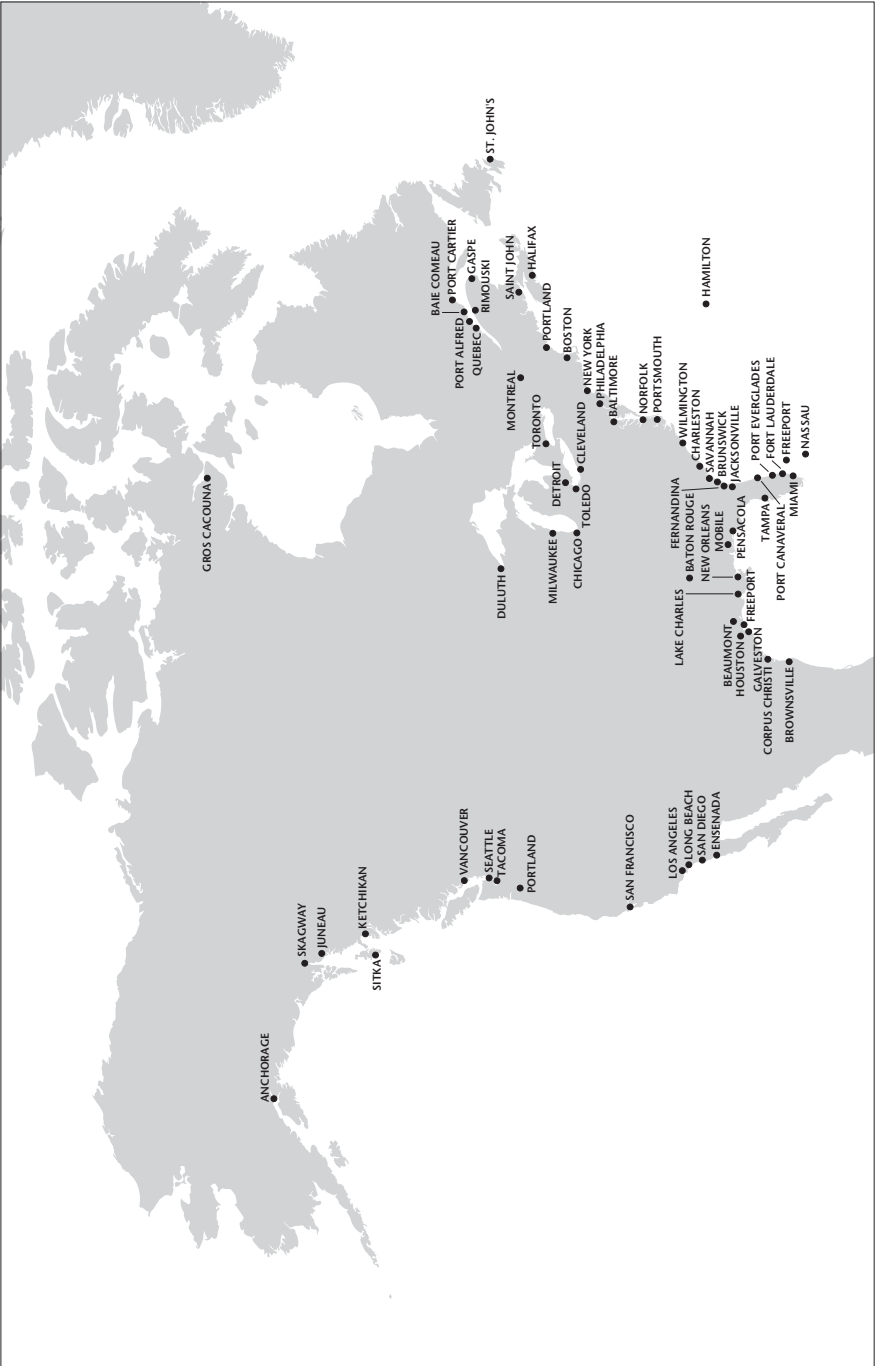 ST. JOHN'S
BAIE COMEAU
PORT CARTIER
GASPE
RIMOUSKI
PORT ALFRED
QUEBEC
SAINT JOHN
HALIFAX
HAMILTON
PORTLAND
BOSTON
MONTREAL
NEW YORK
PHILADELPHIA
BALTIMORE
TORONTO
NORFOLK
PORTSMOUTH
CLEVELAND
DETROIT
TOLEDO
WILMINGTON
CHARLESTON
SAVANNAH
BRUNSWICK
JACKSONVILLE
FERNANDINA
PORT EVERGLADES
FORT LAUDERDALE
FREEPORT
NASSAU
GROS CACOUNA
MILWAUKEE
CHICAGO
DULUTH
BATON ROUGE
NEW ORLEANS
MOBILE
PENSACOLA
TAMPA
PORT CANAVERAL
MIAMI
LAKE CHARLES
FREEPORT
BEAUMONT
HOUSTON
GALVESTON
CORPUS CHRISTI
BROWNSVILLE
VANCOUVER
SEATTLE
TACOMA
PORTLAND
SAN FRANCISCO
LOS ANGELES
LONG BEACH
SAN DIEGO
ENSENADA
SKAGWAY
JUNEAU
KETCHIKAN
SITKA
ANCHORAGE